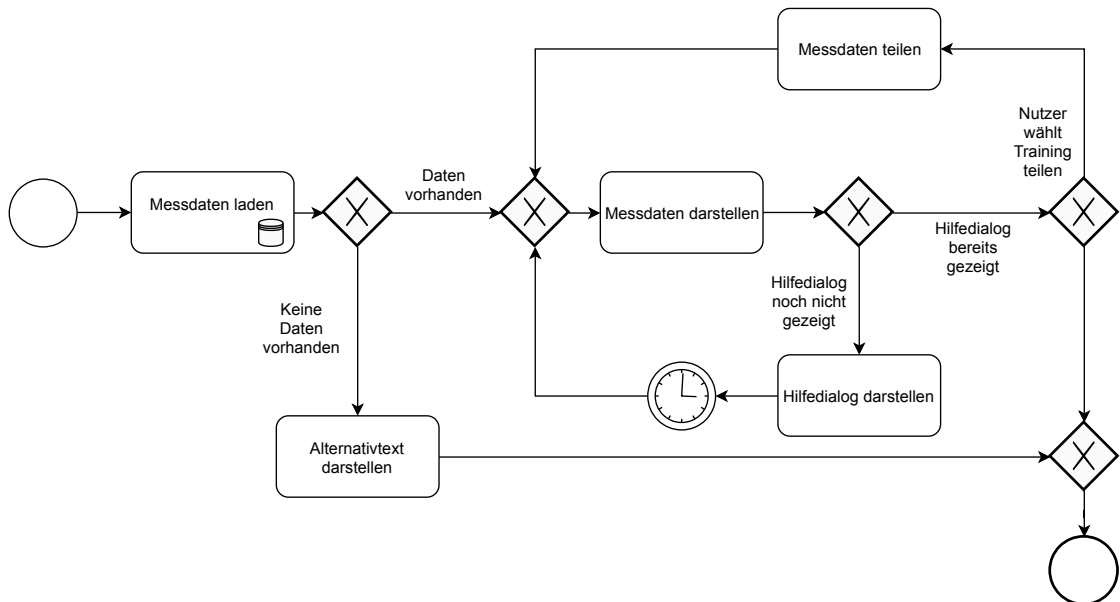 Messdaten teilen
Nutzer
wählt
Training
teilen
Daten
vorhanden
Messdaten laden
Messdaten darstellen
Hilfedialog
bereits
gezeigt
Hilfedialog
noch nicht
gezeigt
Keine
Daten
vorhanden
Hilfedialog darstellen
Alternativtext
darstellen